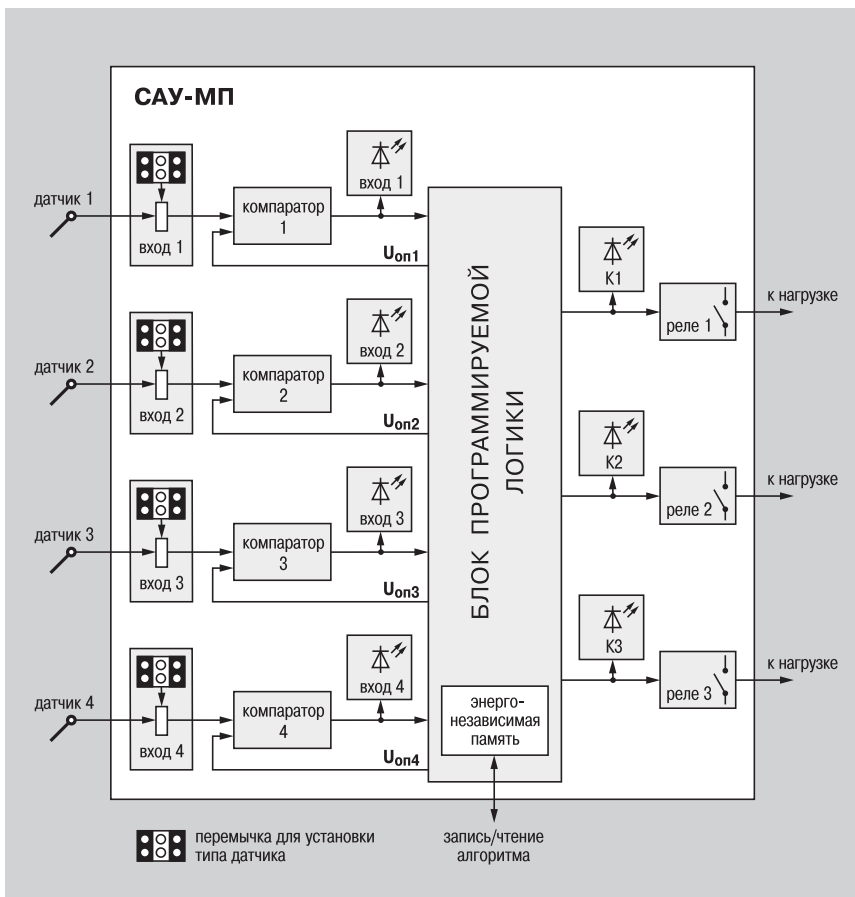 САУ-МП
датчик 1
вход 1
компаратор
1
вход 1
Uоп1
датчик 2
вход 2
компаратор
2
вход 2
Uоп2
датчик 3
вход 3
компаратор
3
вход 3
Uоп3
датчик 4
вход 4
компаратор
4
вход 4
Uоп4
БЛОК ПРОГРАММИРУЕМОЙ
ЛОГИКИ
энерго-
независимая
память
К1
реле 1
к нагрузке
К2
реле 2
к нагрузке
К3
реле 3
к нагрузке
перемычка для установки
типа датчика
запись/чтение
алгоритма